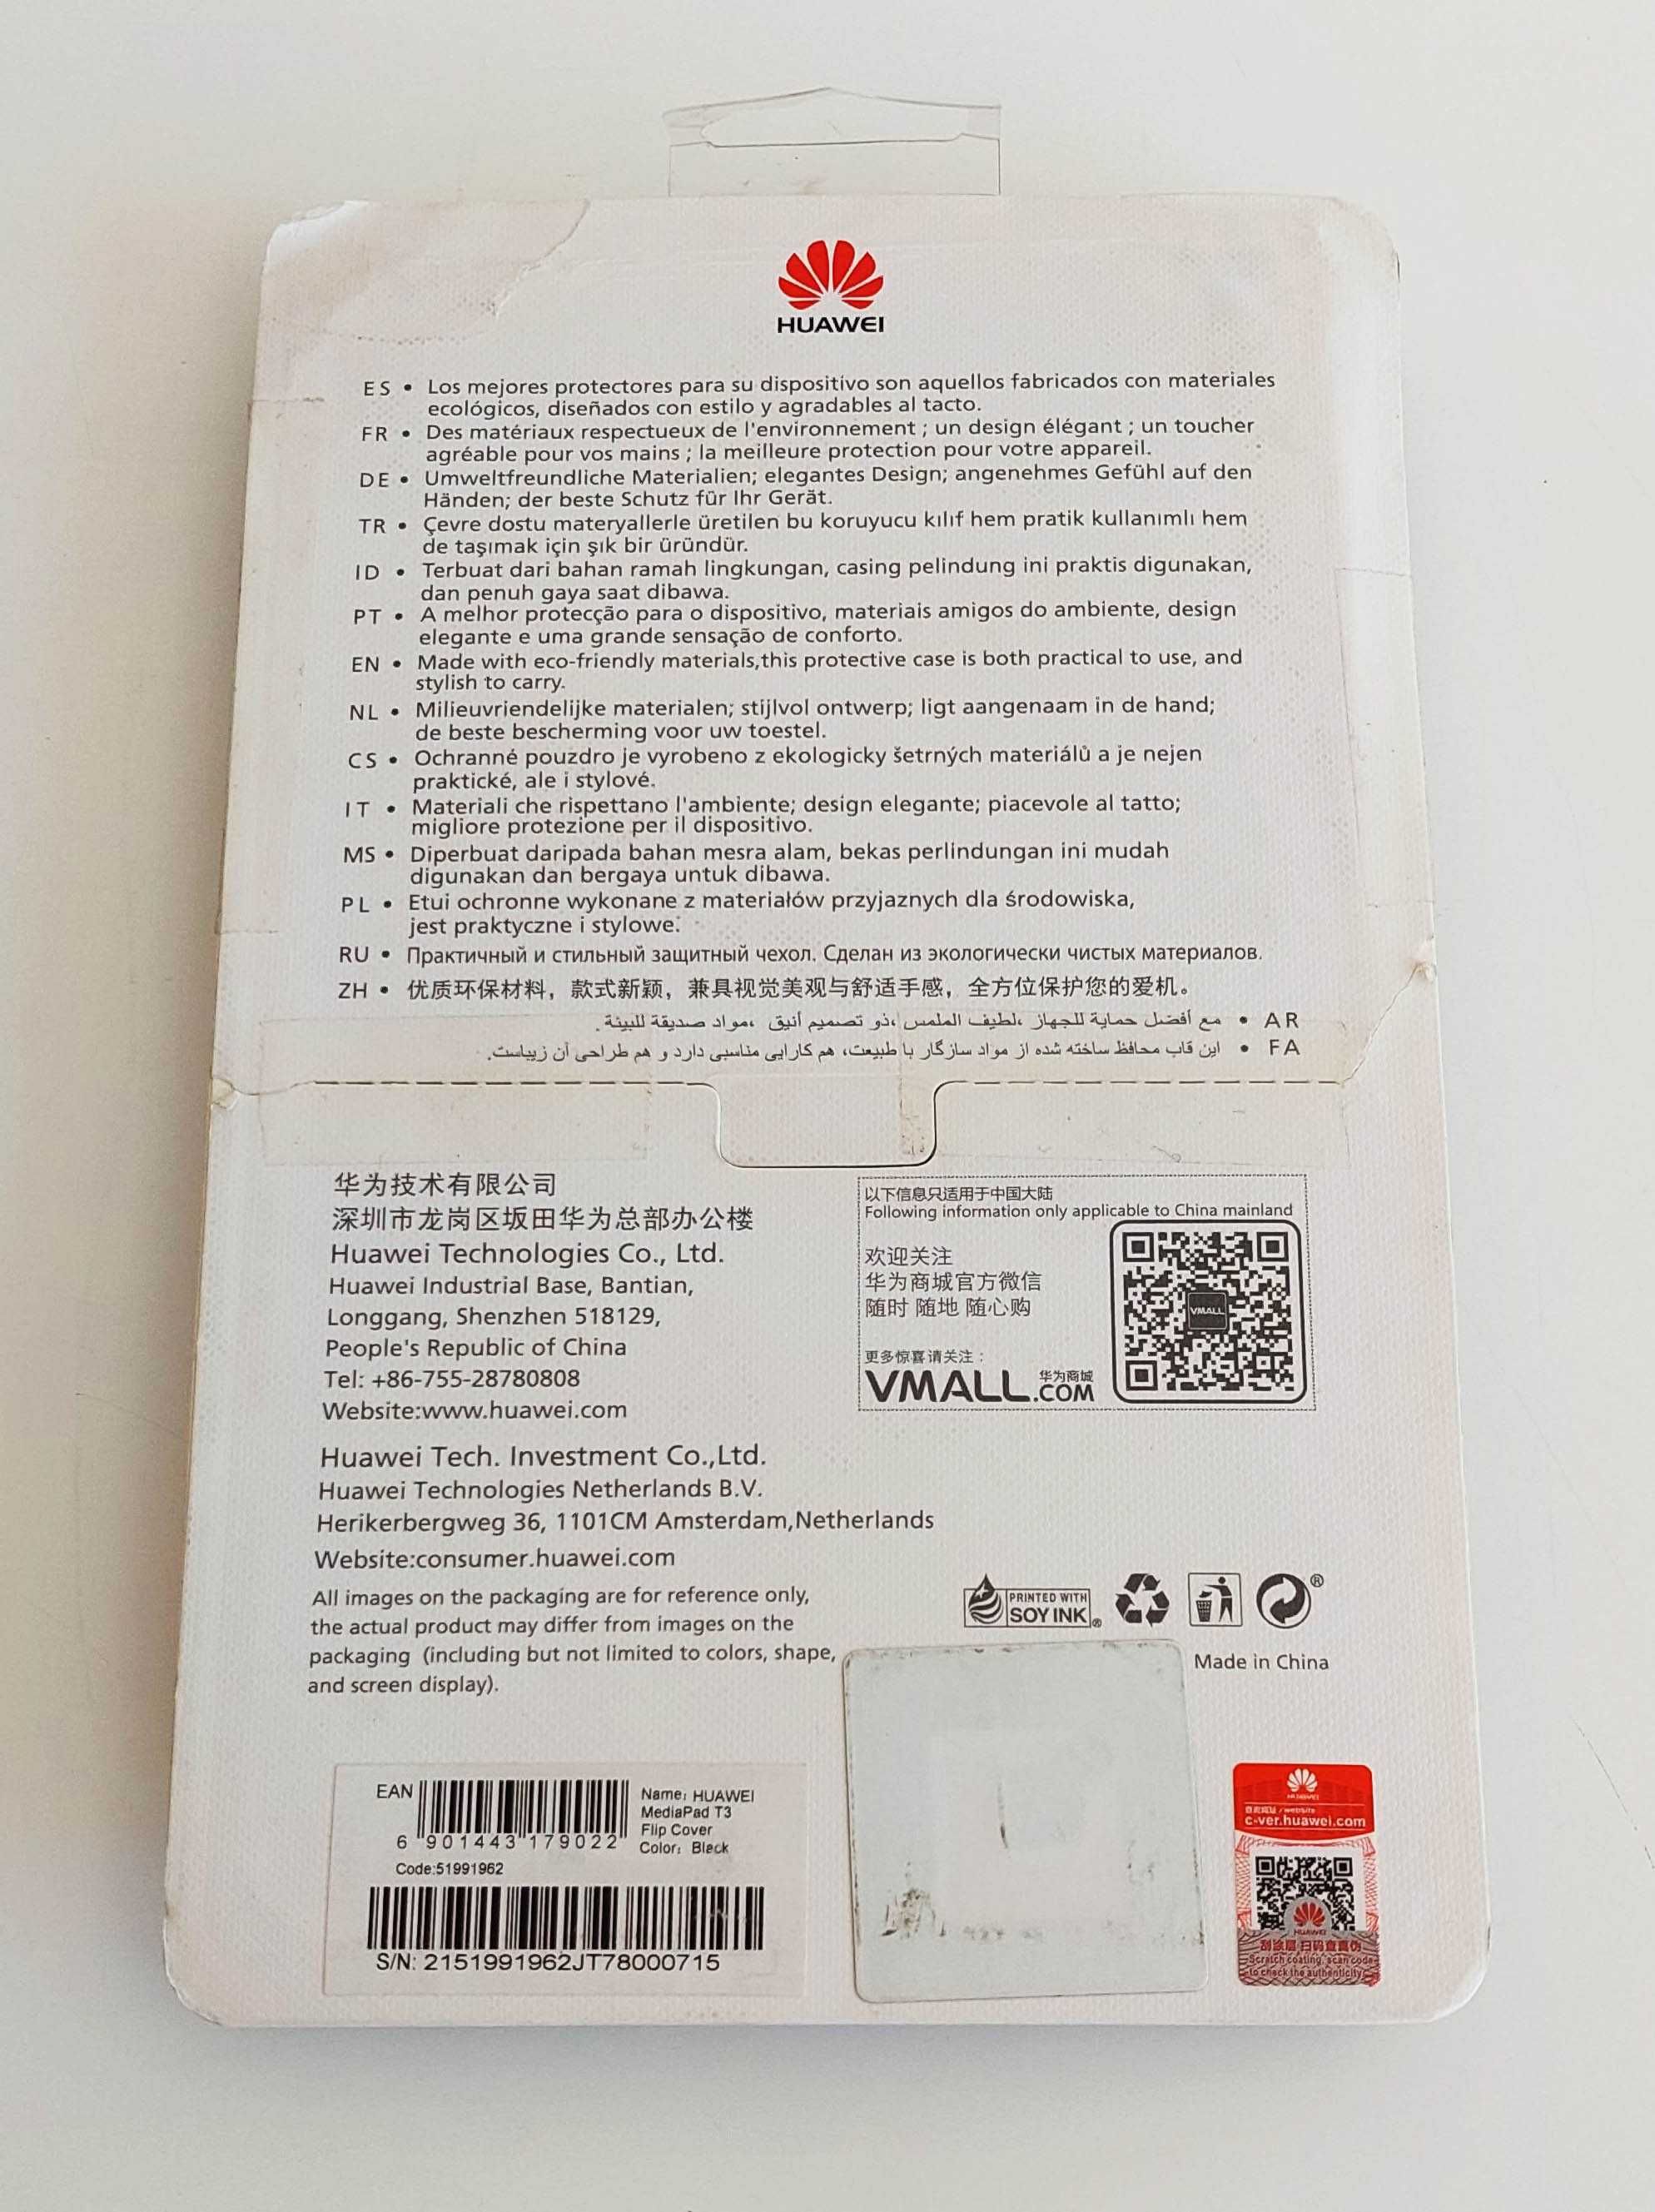 HUAWEI
ES • Los mejores protectores para su dispositivo son aquellos fabricados con materiales
ecológicos, diseñados con estilo y agradables al tacto.
FR • Des matériaux respectueux de l'environnement ; un design élégant ; un toucher
agréable pour vos mains ; la meilleure protection pour votre appareil.
DE • Umweltfreundliche Materialien; elegantes Design; angenehmes Gefühl auf den
Händen; der beste Schutz für Ihr Gerät.
TR • Çevre dostu materyallerle üretilen bu koruyucu kılıf hem pratik kullanımlı hem
de taşımak için şık bir üründür.
ID • Terbuat dari bahan ramah lingkungan, casing pelindung ini praktis digunakan,
dan penuh gaya saat dibawa.
PT • A melhor protecção para o dispositivo, materiais amigos do ambiente, design
elegante e uma grande sensação de conforto.
EN • Made with eco-friendly materials,this protective case is both practical to use, and
stylish to carry.
NL • Milieuvriendelijke materialen; stijlvol ontwerp; ligt aangenaam in de hand;
de beste bescherming voor uw toestel.
CS • Ochranné pouzdro je vyrobeno z ekologicky šetrných materiálů a je nejen
praktické, ale i stylové.
IT • Materiali che rispettano l'ambiente; design elegante; piacevole al tatto;
migliore protezione per il dispositivo.
MS • Diperbuat daripada bahan mesra alam, bekas perlindungan ini mudah
digunakan dan bergaya untuk dibawa.
PL • Etui ochronne wykonane z materiałów przyjaznych dla środowiska,
jest praktyczne i stylowe.
RU • Практичный и стильный защитный чехол. Сделан из экологически чистых материалов.
ZH • 优质环保材料，款式新颖，兼具视觉美观与舒适手感，全方位保护您的爱机。
AR • مع أفضل حماية للجهاز ،لطيف الملمس ،ذو تصميم أنيق ،مواد صديقة للبيئة.
FA • این قاب محافظ ساخته شده از مواد سازگار با طبیعت، هم کارایی مناسبی دارد و هم طراحی آن زیباست.
华为技术有限公司
深圳市龙岗区坂田华为总部办公楼
Huawei Technologies Co., Ltd.
Huawei Industrial Base, Bantian,
Longgang, Shenzhen 518129,
People's Republic of China
Tel: +86-755-28780808
Website:www.huawei.com
以下信息只适用于中国大陆
Following information only applicable to China mainland
欢迎关注
华为商城官方微信
随时 随地 随心购
更多惊喜请关注：
VMALL.COM 华为商城
VMALL
Huawei Tech. Investment Co.,Ltd.
Huawei Technologies Netherlands B.V.
Herikerbergweg 36, 1101CM Amsterdam,Netherlands
Website:consumer.huawei.com
All images on the packaging are for reference only,
the actual product may differ from images on the
packaging (including but not limited to colors, shape,
and screen display).
PRINTED WITH
SOY INK®
®
Made in China
EAN
6 901443 179022
Name: HUAWEI
MediaPad T3
Flip Cover
Color: Black
Code:51991962
S/N: 2151991962JT78000715
HUAWEI
查询网址 / website
c-ver.huawei.com
HUAWEI
刮涂层 扫码查真伪
Scratch coating, scan code
to check the authenticity